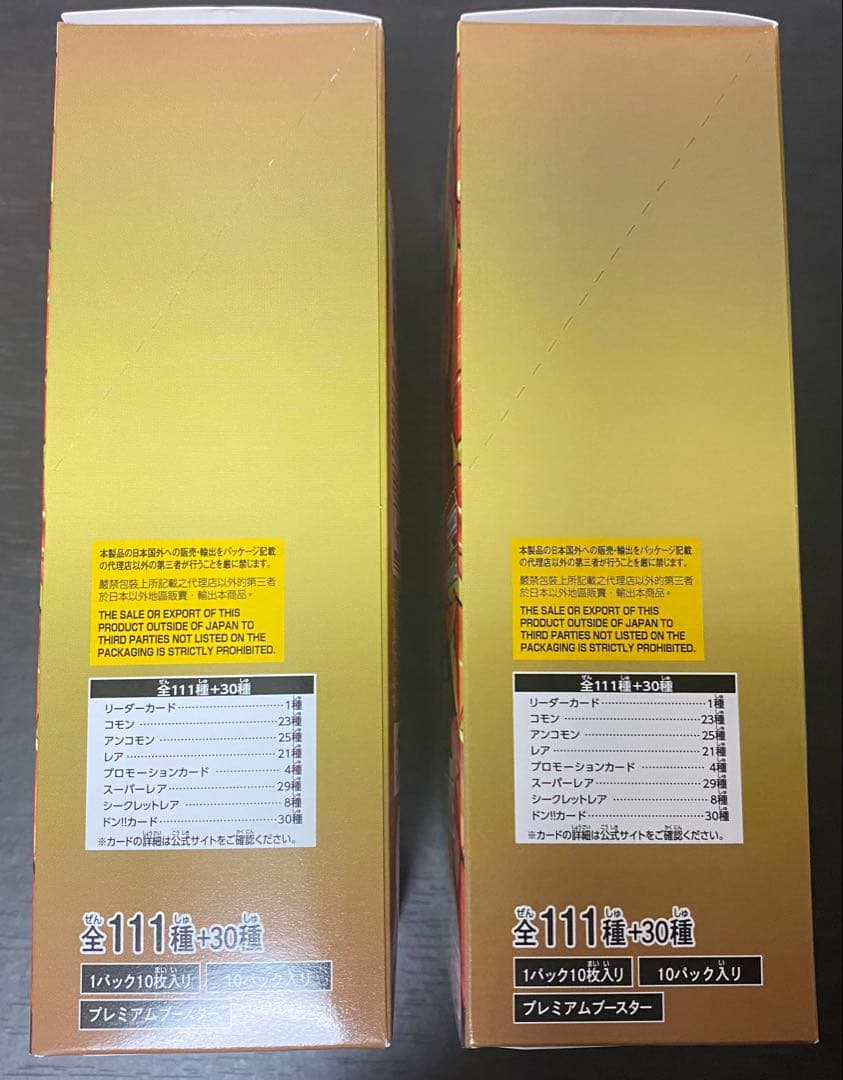 本製品の日本国外への販売・輸出をパッケージ記載
の代理店以外の第三者が行うことを厳に禁じます。
嚴禁包裝上所記載之代理店以外的第三者
於日本以外地區販賣・輸出本商品。
THE SALE OR EXPORT OF THIS
PRODUCT OUTSIDE OF JAPAN TO
THIRD PARTIES NOT LISTED ON THE
PACKAGING IS STRICTLY PROHIBITED.
全111種+30種
リーダーカード 1種
コモン 23種
アンコモン 25種
レア 21種
プロモーションカード 4種
スーパーレア 29種
シークレットレア 8種
ドン!!カード 30種
※カードの詳細は公式サイトをご確認ください。
全111種+30種
1パック10枚入り 10パック入り
プレミアムブースター
本製品の日本国外への販売・輸出をパッケージ記載
の代理店以外の第三者が行うことを厳に禁じます。
嚴禁包裝上所記載之代理店以外的第三者
於日本以外地區販賣・輸出本商品。
THE SALE OR EXPORT OF THIS
PRODUCT OUTSIDE OF JAPAN TO
THIRD PARTIES NOT LISTED ON THE
PACKAGING IS STRICTLY PROHIBITED.
全111種+30種
リーダーカード 1種
コモン 23種
アンコモン 25種
レア 21種
プロモーションカード 4種
スーパーレア 29種
シークレットレア 8種
ドン!!カード 30種
※カードの詳細は公式サイトをご確認ください。
全111種+30種
1パック10枚入り 10パック入り
プレミアムブースター